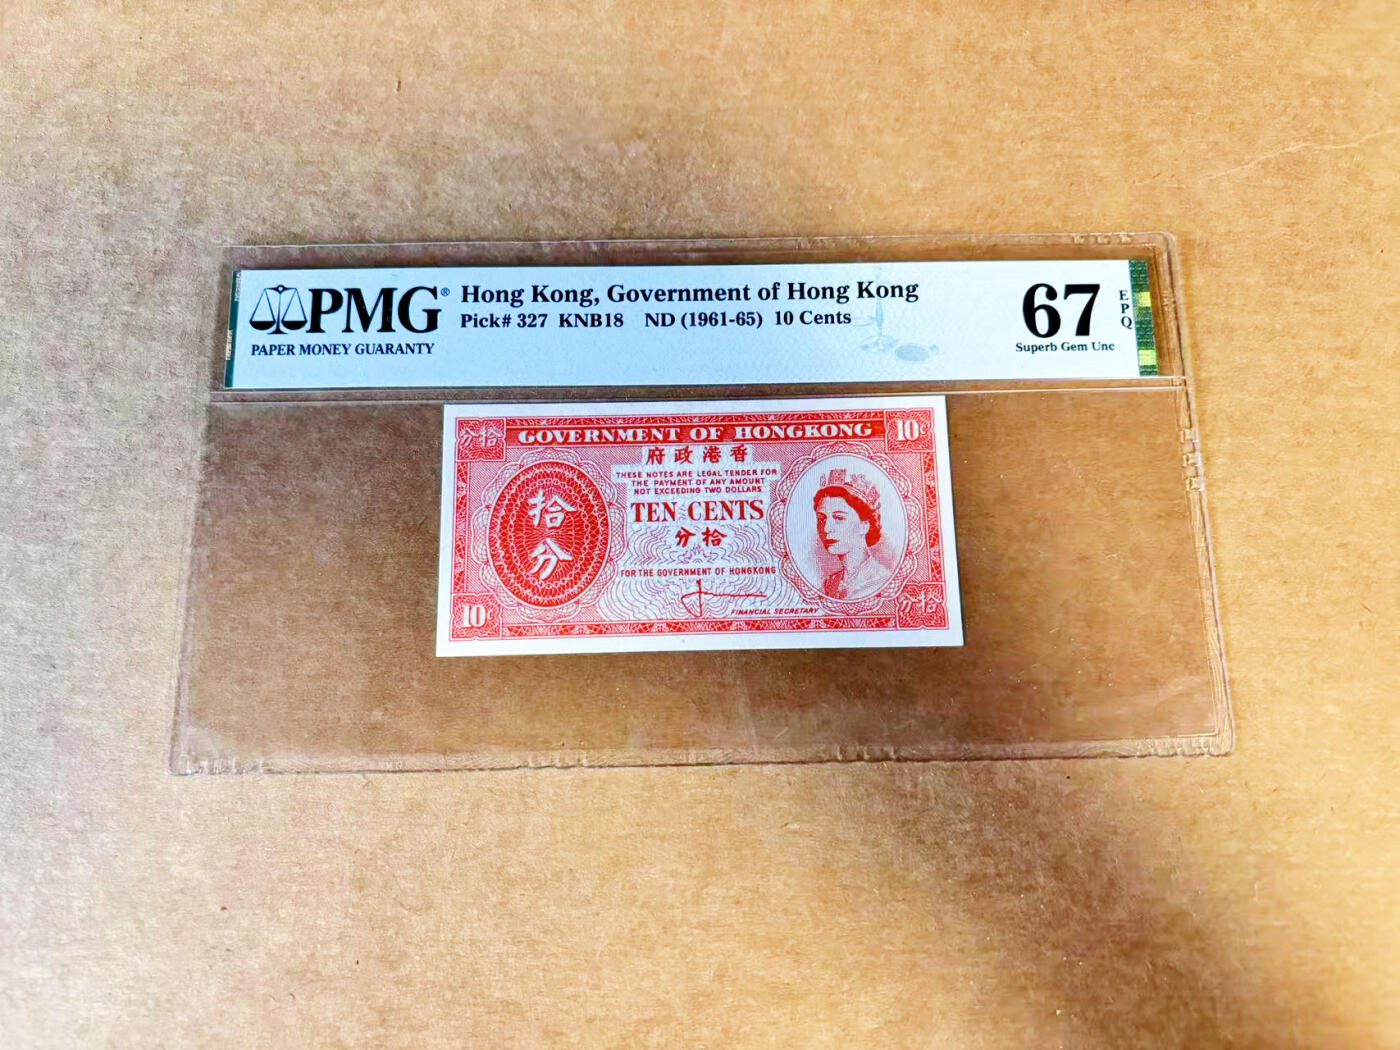 PMG®
PAPER MONEY GUARANTY
Hong Kong, Government of Hong Kong
Pick# 327 KNB18 ND (1961-65) 10 Cents
67
EPQ
Superb Gem Unc
分拾
GOVERNMENT OF HONGKONG
10¢
府政港香
THESE NOTES ARE LEGAL TENDER FOR
THE PAYMENT OF ANY AMOUNT
NOT EXCEEDING TWO DOLLARS
拾分
TEN CENTS
分拾
FOR THE GOVERNMENT OF HONGKONG
FINANCIAL SECRETARY
10¢
分拾